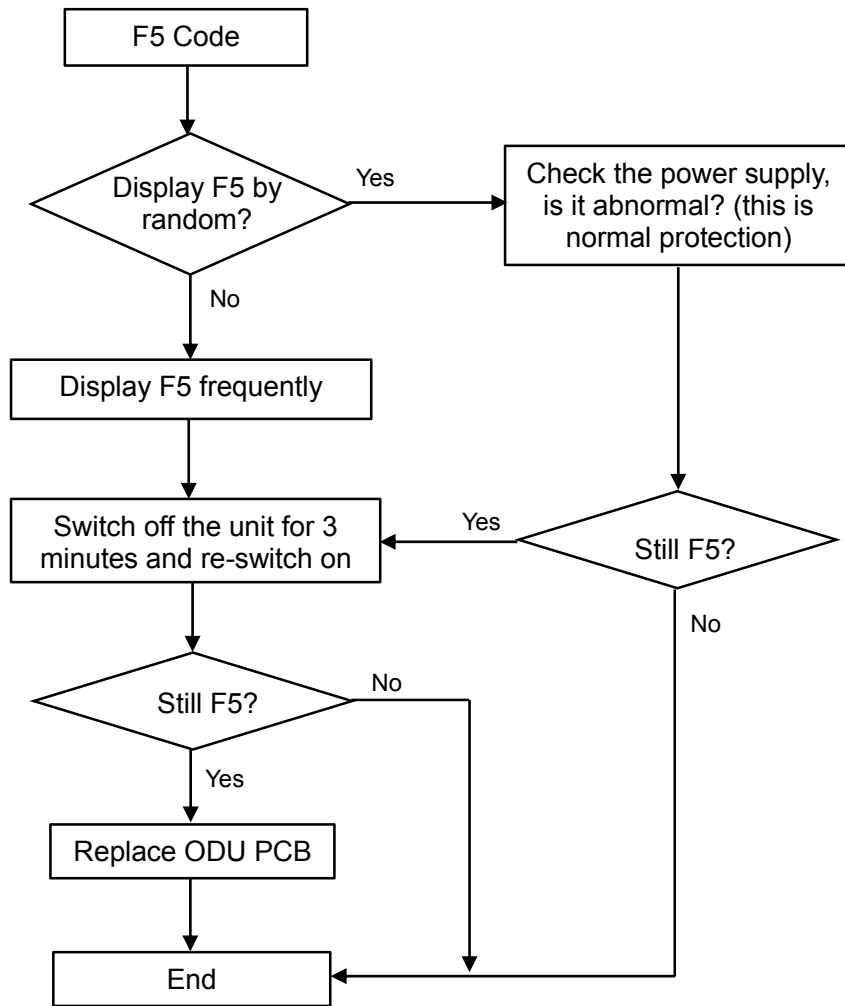 F5 Code
Display F5 by
random?
Yes
Check the power supply,
is it abnormal? (this is
normal protection)
No
Display F5 frequently
Switch off the unit for 3
minutes and re-switch on
Yes
Still F5?
No
Still F5?
No
Yes
Replace ODU PCB
End